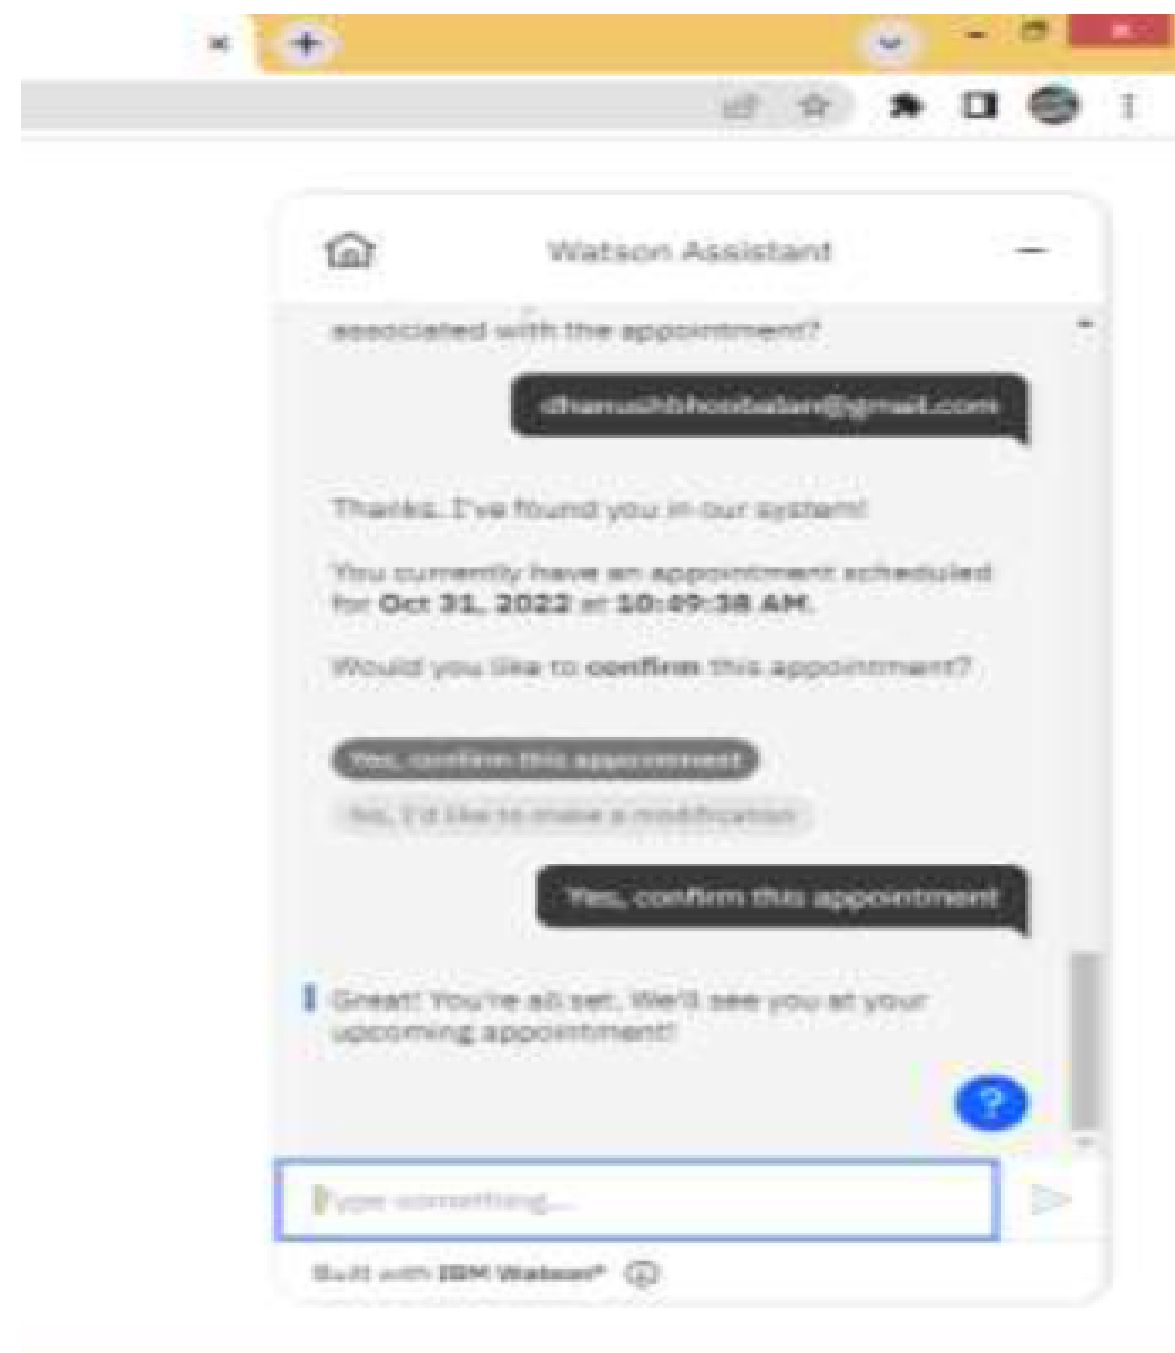 Watson Assistant
associated with the appointment?
Thanks. I've found you in our system!
You currently have an appointment scheduled
for Oct 31, 2022 at 10:49:38 AM.
Would you like to confirm this appointment?
Yes, confirm this appointment
No, I'd like to make a modification
Yes, confirm this appointment
Great! You're all set. We'll see you at your
upcoming appointment!
?
Type something...
Built with IBM Watson®